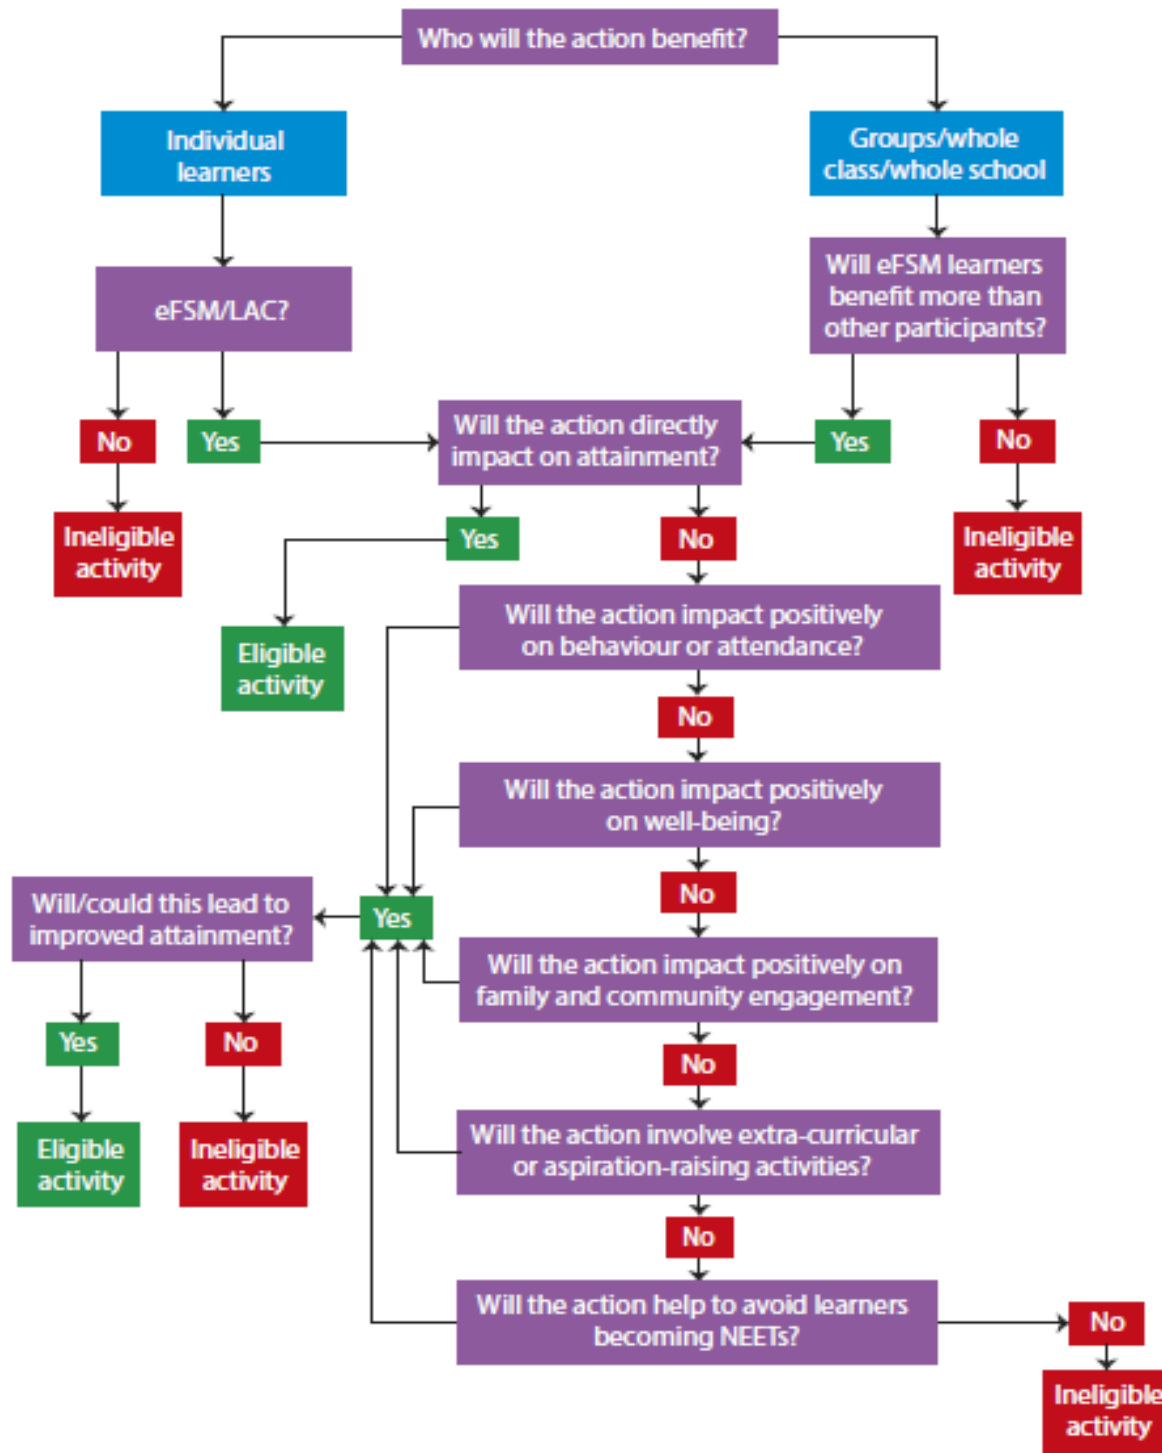 Who will the action benefit?
Individual
learners
Groups/whole
class/whole school
eFSM/LAC?
Will eFSM learners
benefit more than
other participants?
No
Yes
Will the action directly
impact on attainment?
Yes
No
Ineligible
activity
Yes
No
Ineligible
activity
Eligible
activity
Will the action impact positively
on behaviour or attendance?
No
Will the action impact positively
on well-being?
No
Will/could this lead to
improved attainment?
Yes
Will the action impact positively on
family and community engagement?
Yes
No
No
Eligible
activity
Ineligible
activity
Will the action involve extra-curricular
or aspiration-raising activities?
No
Will the action help to avoid learners
becoming NEETs?
No
Ineligible
activity